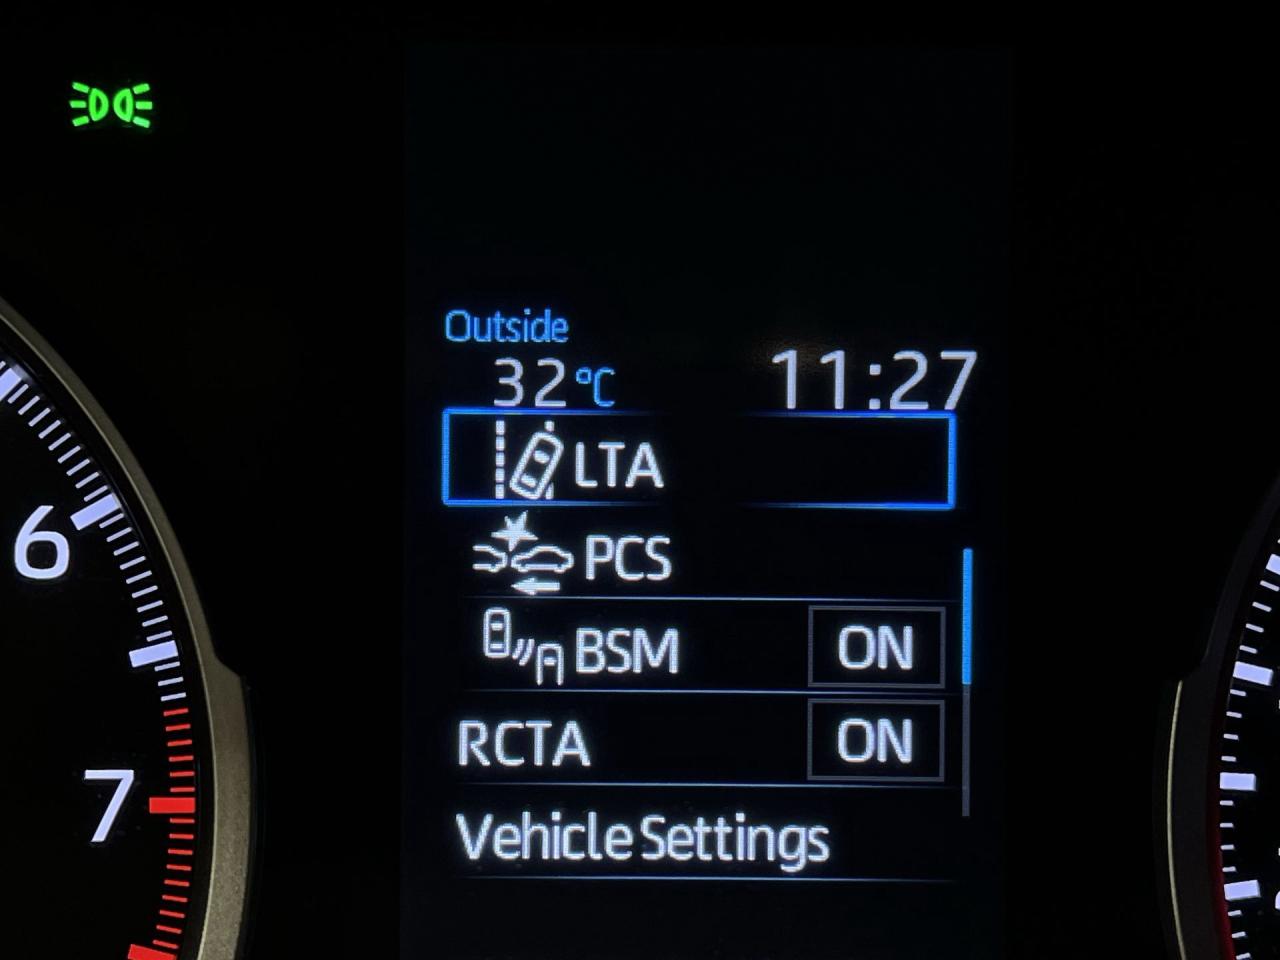 Outside
32 °C 11:27
LTA
PCS
BSM ON
RCTA ON
Vehicle Settings
6
7